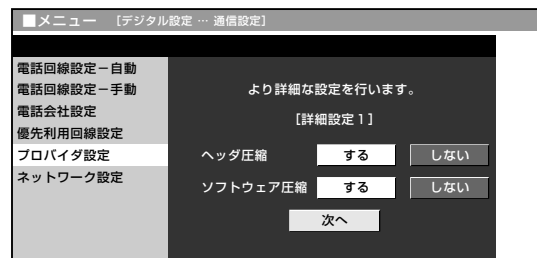 ■メニュー [デジタル設定 … 通信設定]
電話回線設定－自動
電話回線設定－手動
電話会社設定
優先利用回線設定
プロバイダ設定
ネットワーク設定
より詳細な設定を行います。
[詳細設定1]
ヘッダ圧縮 する しない
ソフトウェア圧縮 する しない
次へ